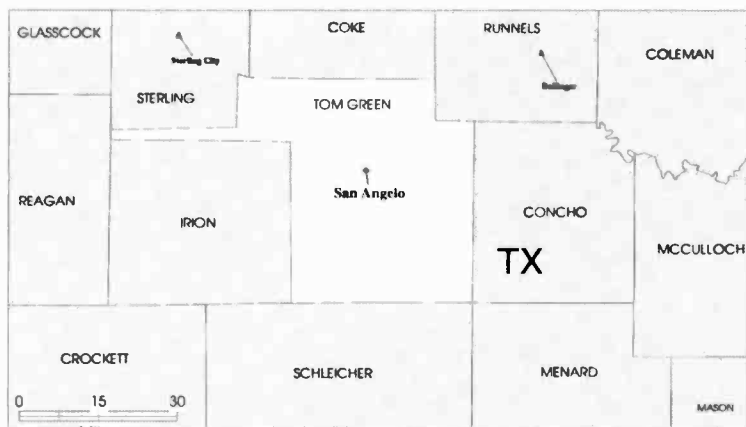 GLASSCOCK
COKE
RUNNELS
COLEMAN
Sterling City
Ballinger
STERLING
TOM GREEN
San Angelo
REAGAN
IRION
CONCHO
TX
MCCULLOCH
CROCKETT
SCHLEICHER
MENARD
MASON
0 15 30